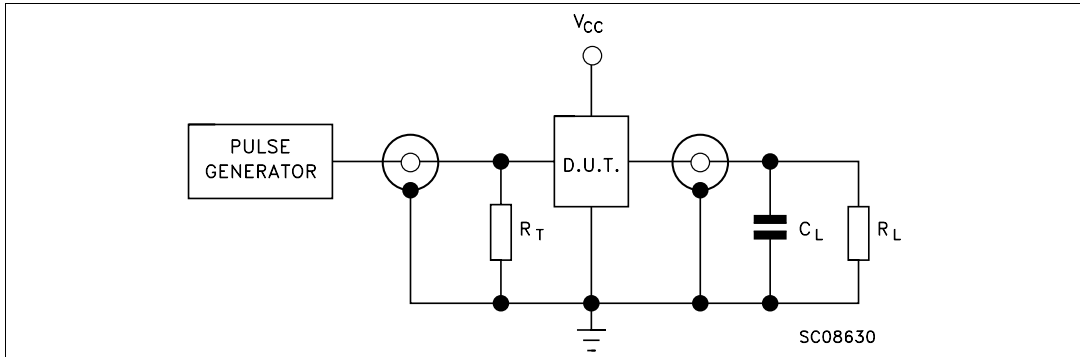 VCC
PULSE
GENERATOR
D.U.T.
RT
CL
RL
SC08630